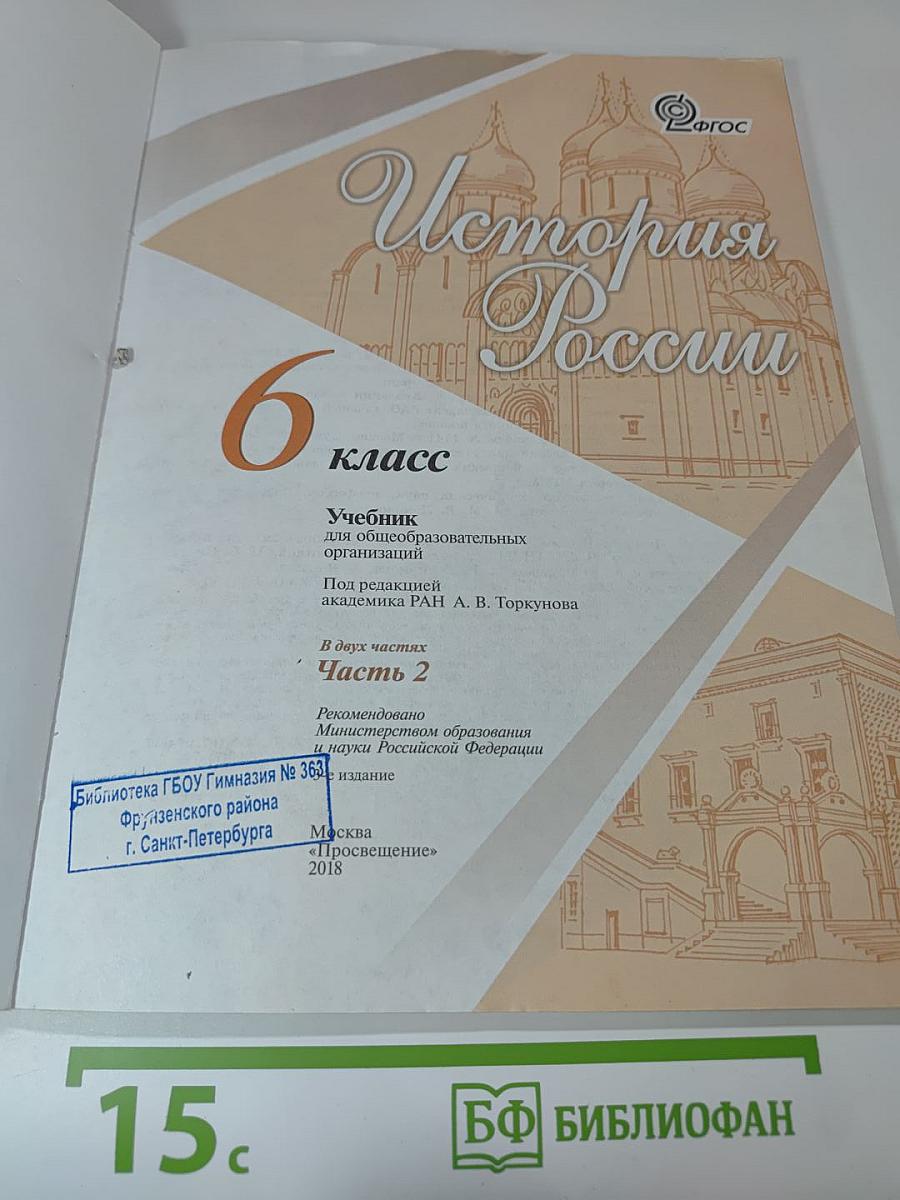 ФГОС
История
России
6 класс
Учебник
для общеобразовательных
организаций
Под редакцией
академика РАН А. В. Торкунова
В двух частях
Часть 2
Рекомендовано
Министерством образования
и науки Российской Федерации
3-е издание
Библиотека ГБОУ Гимназия № 363
Фрунзенского района
г. Санкт-Петербурга
Москва
«Просвещение»
2018
15 с
БФ БИБЛИОФАН